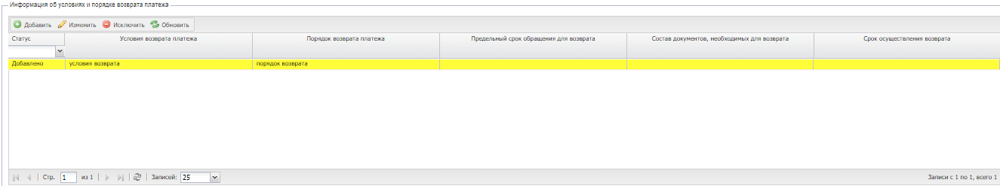 Информация об условиях и порядке возврата платежа
Добавить Изменить Исключить Обновить
Статус Условия возврата платежа Порядок возврата платежа Предельный срок обращения для возврата Состав документов, необходимых для возврата Срок осуществления возврата
Добавлено условия возврата порядок возврата
Стр. 1 из 1 Записей: 25 Записи с 1 по 1, всего 1